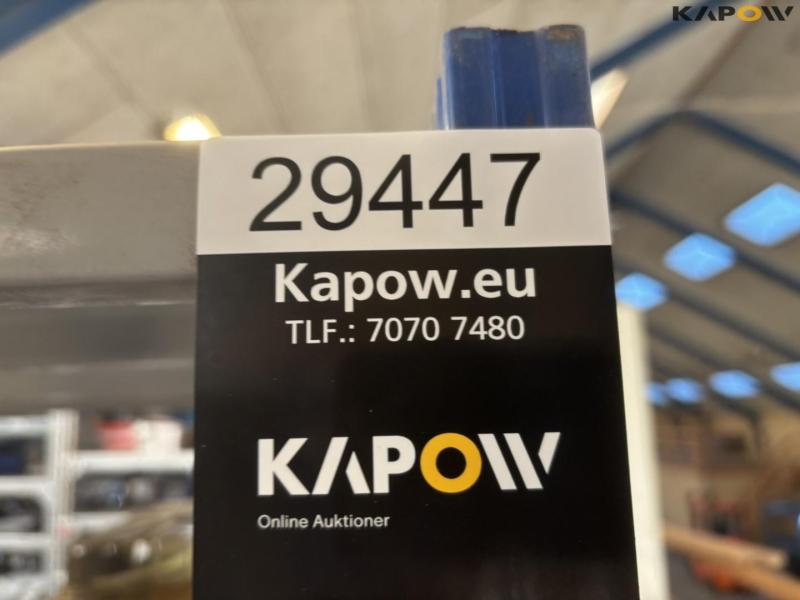 KAPOW
29447
Kapow.eu
TLF.: 7070 7480
KAPOW
Online Auktioner